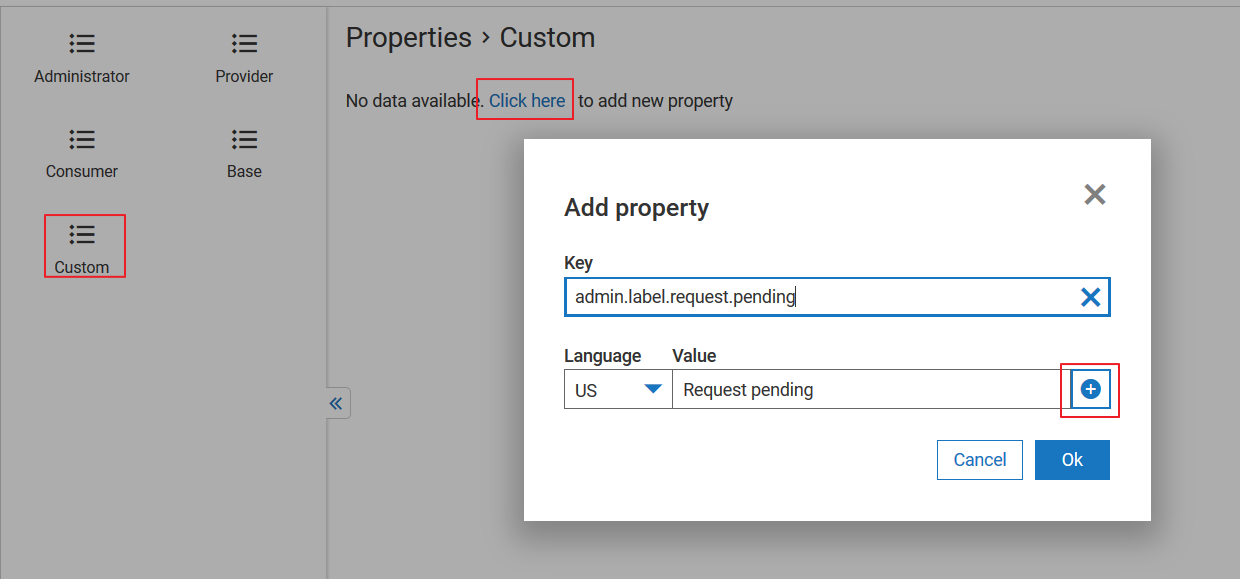 Administrator
Provider
Consumer
Base
Custom
Properties › Custom
No data available. Click here to add new property
Add property
Key
admin.label.request.pending
Language Value
US Request pending
Cancel Ok